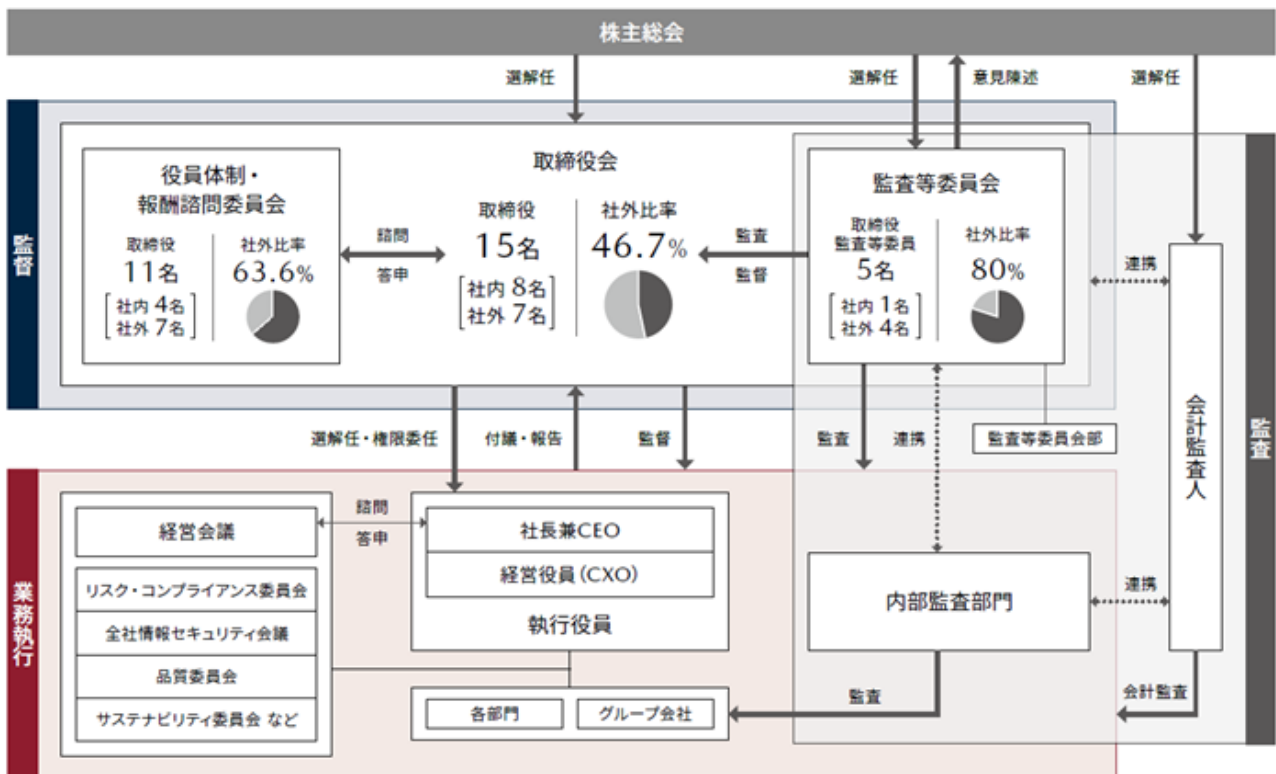 株主総会
選解任
選解任
意見陳述
選解任
監督
役員体制・
報酬諮問委員会
取締役
11名
社内 4名
社外 7名
社外比率
63.6%
諮問
答申
取締役会
取締役
15名
社内 8名
社外 7名
社外比率
46.7%
監査
監督
監査等委員会
取締役
監査等委員
5名
社内 1名
社外 4名
社外比率
80%
連携
会計監査人
監査
選解任・権限委任
付議・報告
監督
監査
連携
監査等委員会部
業務執行
経営会議
リスク・コンプライアンス委員会
全社情報セキュリティ会議
品質委員会
サステナビリティ委員会 など
諮問
答申
社長兼CEO
経営役員(CXO)
執行役員
各部門
グループ会社
内部監査部門
連携
監査
会計監査